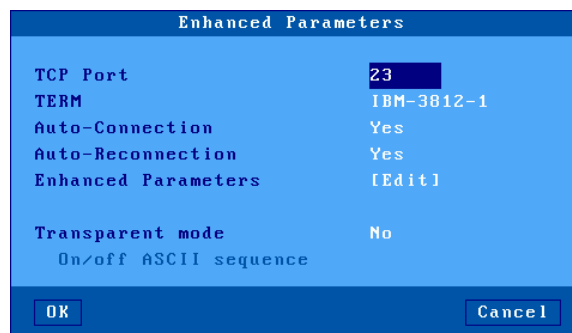 Enhanced Parameters
TCP Port 23
TERM IBM-3812-1
Auto-Connection Yes
Auto-Reconnection Yes
Enhanced Parameters [Edit]
Transparent mode No
On/off ASCII sequence
OK Cancel